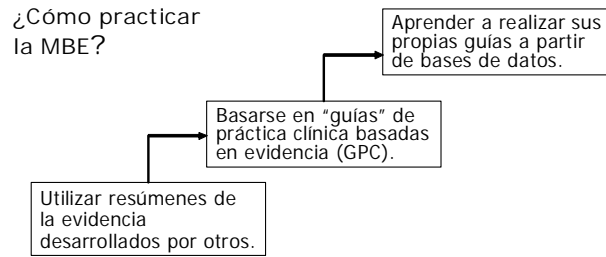 ¿Cómo practicar
la MBE?
Aprender a realizar sus
propias guías a partir
de bases de datos.
Basarse en “guías” de
práctica clínica basadas
en evidencia (GPC).
Utilizar resúmenes de
la evidencia
desarrollados por otros.